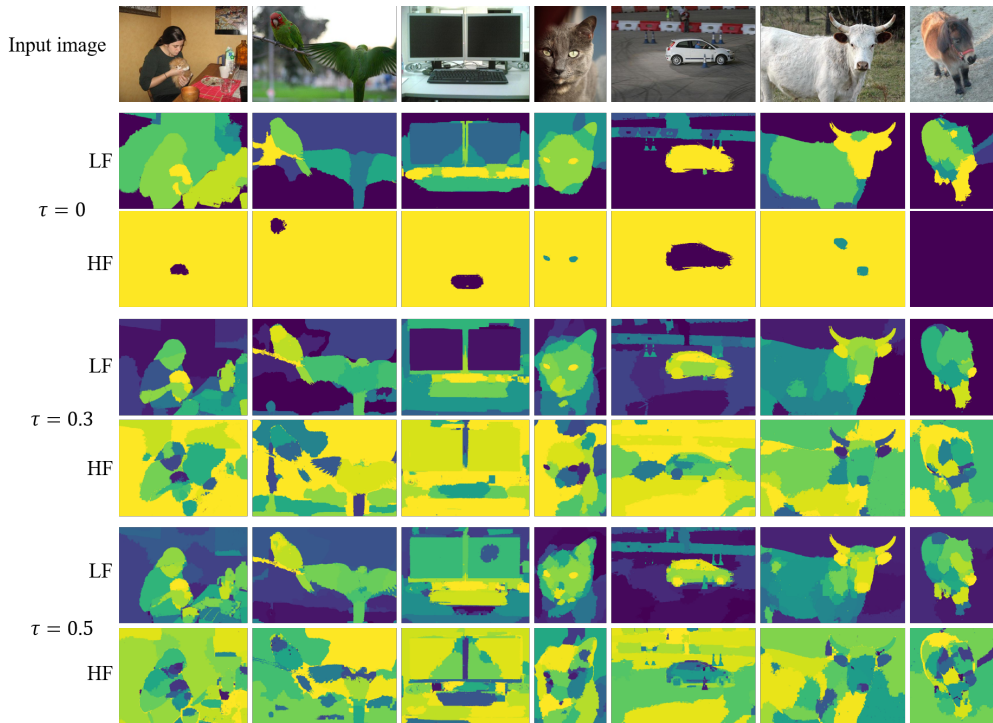 Input image
LF
τ = 0
HF
LF
τ = 0.3
HF
LF
τ = 0.5
HF